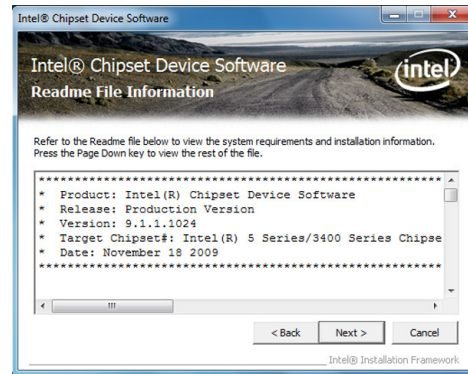 Intel® Chipset Device Software
Intel® Chipset Device Software
intel
Readme File Information
Refer to the Readme file below to view the system requirements and installation information.
Press the Page Down key to view the rest of the file.
************************************************************
* Product: Intel(R) Chipset Device Software
* Release: Production Version
* Version: 9.1.1.1024
* Target Chipset#: Intel(R) 5 Series/3400 Series Chipse
* Date: November 18 2009
************************************************************
< Back Next > Cancel
Intel® Installation Framework